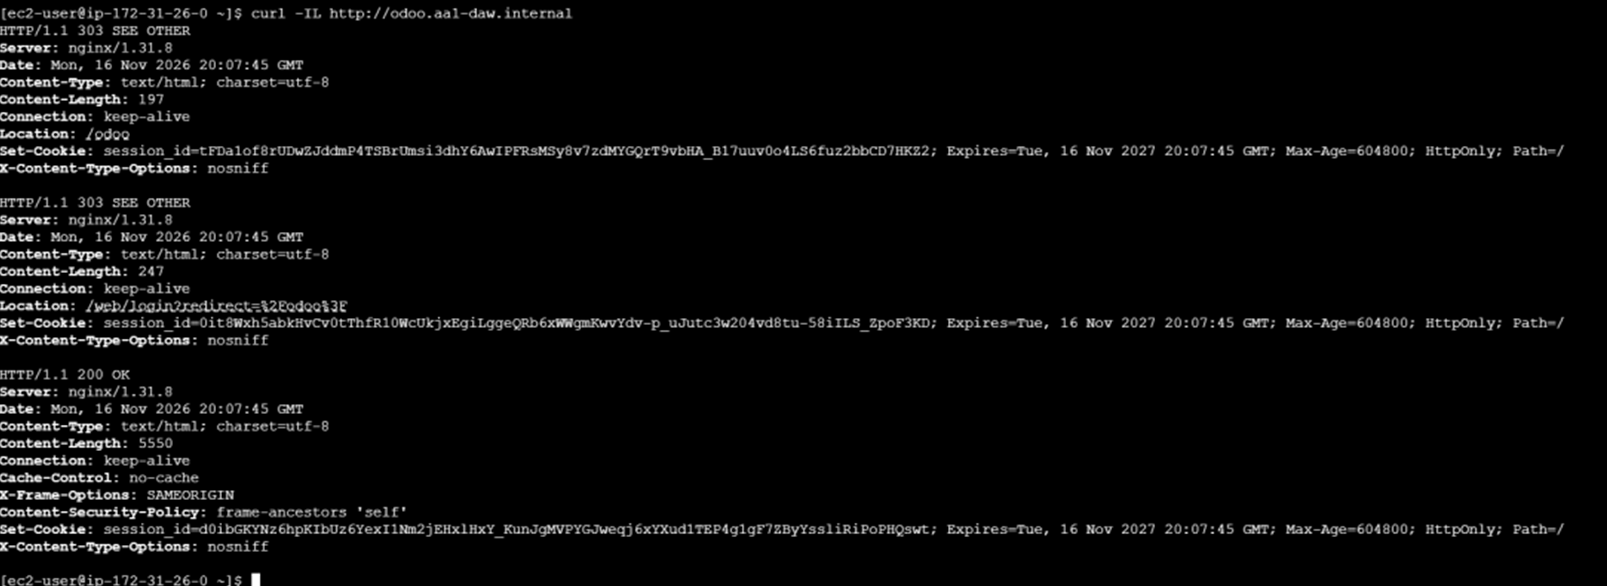 [ec2-user@ip-172-31-26-0 ~]$ curl -IL http://odoo.aal-daw.internal
HTTP/1.1 303 SEE OTHER
Server: nginx/1.31.8
Date: Mon, 16 Nov 2026 20:07:45 GMT
Content-Type: text/html; charset=utf-8
Content-Length: 197
Connection: keep-alive
Location: /odoo
Set-Cookie: session_id=tFDa1of8rUDwZJddmP4TSBrUmsi3dhY6AwIPFRsMSy8v7zdMYGQrT9vbHA_B17uuv0o4LS6fuz2bbCD7HKZ2; Expires=Tue, 16 Nov 2027 20:07:45 GMT; Max-Age=604800; HttpOnly; Path=/
X-Content-Type-Options: nosniff

HTTP/1.1 303 SEE OTHER
Server: nginx/1.31.8
Date: Mon, 16 Nov 2026 20:07:45 GMT
Content-Type: text/html; charset=utf-8
Content-Length: 247
Connection: keep-alive
Location: /web/login?redirect=%2Fodoo%3F
Set-Cookie: session_id=0it8Wxh5abkHvCv0tThfR10WcUkjxEgiLggeQRb6xWWgmKwvYdv-p_uJutc3w204vd8tu-58iILS_ZpoF3KD; Expires=Tue, 16 Nov 2027 20:07:45 GMT; Max-Age=604800; HttpOnly; Path=/
X-Content-Type-Options: nosniff

HTTP/1.1 200 OK
Server: nginx/1.31.8
Date: Mon, 16 Nov 2026 20:07:45 GMT
Content-Type: text/html; charset=utf-8
Content-Length: 5550
Connection: keep-alive
Cache-Control: no-cache
X-Frame-Options: SAMEORIGIN
Content-Security-Policy: frame-ancestors 'self'
Set-Cookie: session_id=d0ibGKYNz6hpKIbUz6YexI1Nm2jEHxlHxY_KunJgMVPYGJweqj6xYXud1TEP4g1gF7ZByYssliRiPoPHQswt; Expires=Tue, 16 Nov 2027 20:07:45 GMT; Max-Age=604800; HttpOnly; Path=/
X-Content-Type-Options: nosniff

[ec2-user@ip-172-31-26-0 ~]$